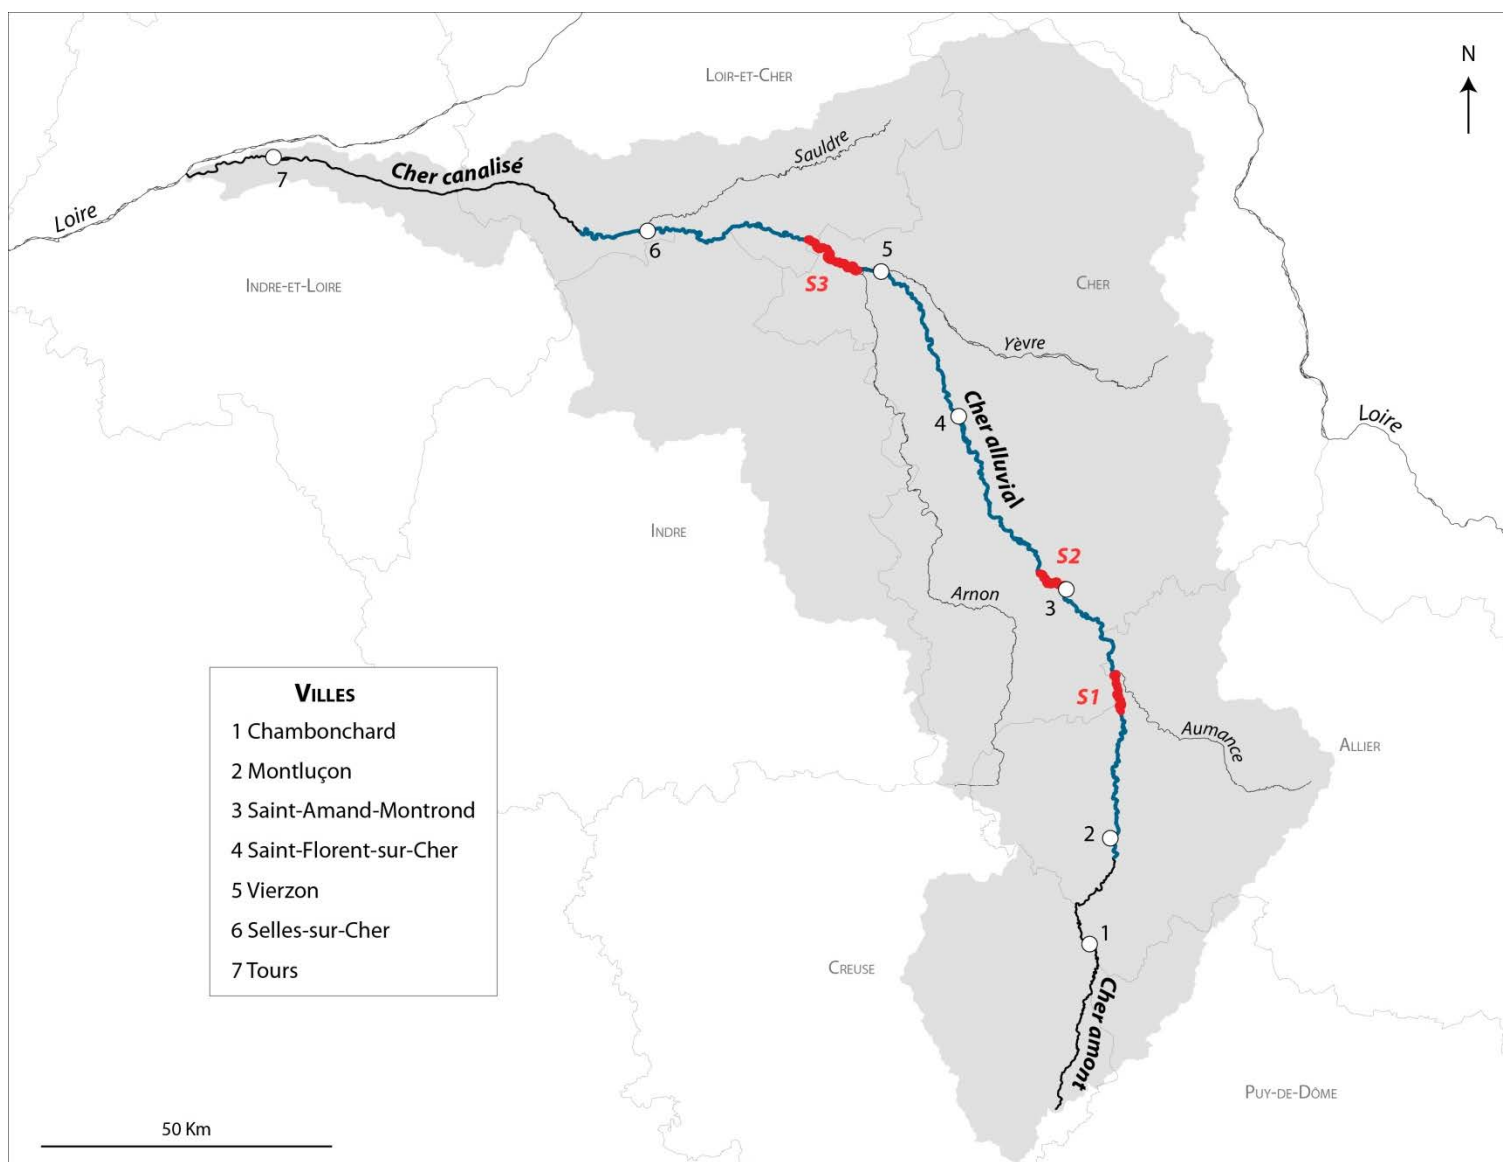 LOIR-ET-CHER
N
Sauldre
Cher canalisé
7
Loire
6
5
S3
INDRE-ET-LOIRE
CHER
Yèvre
4
Cher alluvial
Loire
INDRE
S2
Arnon
3
S1
Aumance
ALLIER
VILLES
1 Chambonchard
2 Montluçon
3 Saint-Amand-Montrond
4 Saint-Florent-sur-Cher
5 Vierzon
6 Selles-sur-Cher
7 Tours
2
1
CREUSE
Cher amont
PUY-DE-DÔME
50 Km